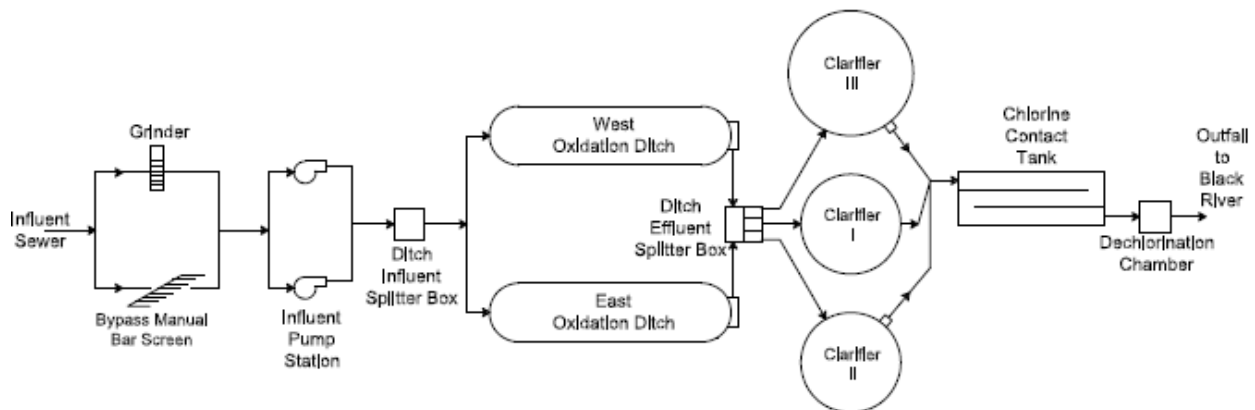 Influent
Sewer
Grinder
Bypass Manual
Bar Screen
Influent
Pump
Station
Ditch
Influent
Splitter Box
West
Oxidation Ditch
East
Oxidation Ditch
Ditch
Effluent
Splitter Box
Clarifier
III
Clarifier
I
Clarifier
II
Chlorine
Contact
Tank
Dechlorination
Chamber
Outfall
to
Black
River